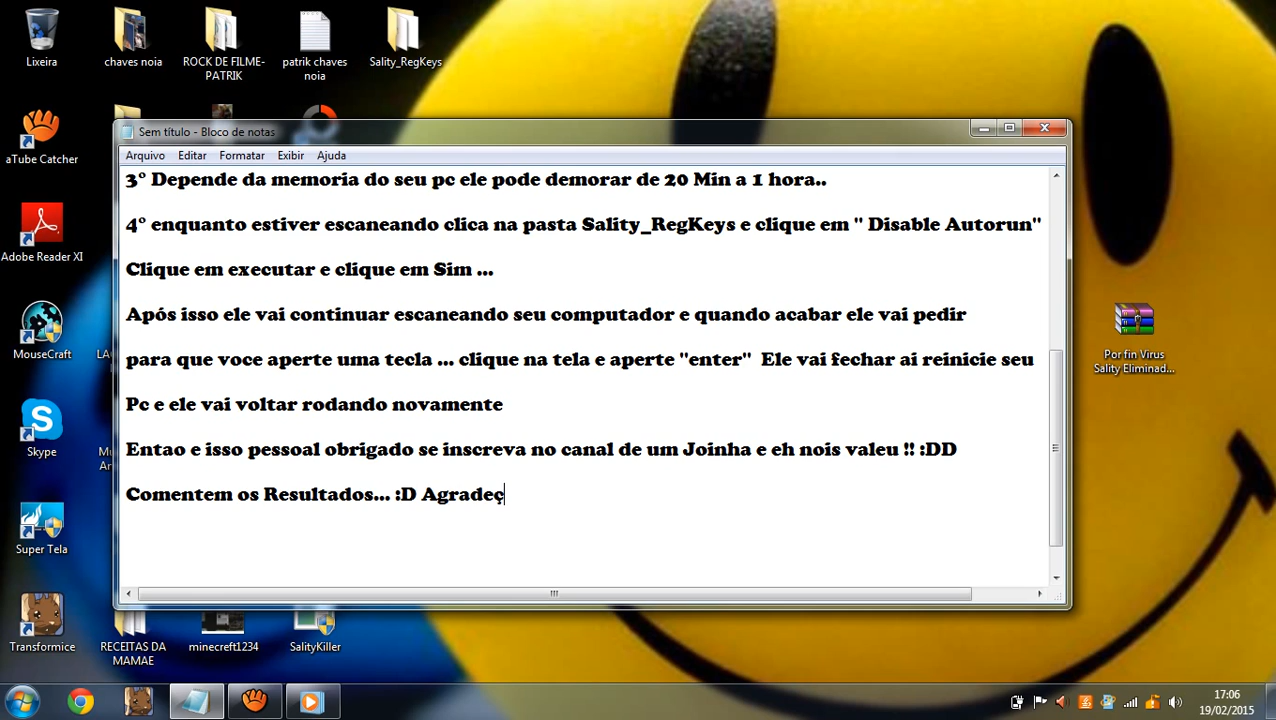 Lixeira
chaves noia
ROCK DE FILME-
PATRIK
patrik chaves
noia
Sality_RegKeys
aTube Catcher
Adobe Reader XI
MouseCraft
Skype
Super Tela
Transformice
Sem título - Bloco de notas
Arquivo Editar Formatar Exibir Ajuda
3º Depende da memoria do seu pc ele pode demorar de 20 Min a 1 hora..
4º enquanto estiver escaneando clica na pasta Sality_RegKeys e clique em " Disable Autorun"
Clique em executar e clique em Sim ...
Após isso ele vai continuar escaneando seu computador e quando acabar ele vai pedir
para que voce aperte uma tecla ... clique na tela e aperte "enter" Ele vai fechar ai reinicie seu
Pc e ele vai voltar rodando novamente
Entao e isso pessoal obrigado se inscreva no canal de um Joinha e eh nois valeu !! :DD
Comentem os Resultados... :D Agradeç
Por fin Virus
Sality Eliminad...
RECEITAS DA
MAMAE
minecreft1234
SalityKiller
17:06
19/02/2015